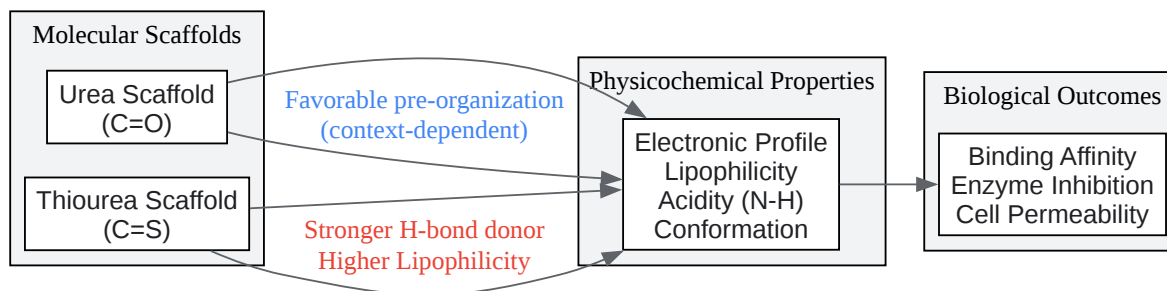 Molecular Scaffolds
Urea Scaffold
(C=O)
Thiourea Scaffold
(C=S)
Favorable pre-organization
(context-dependent)
Stronger H-bond donor
Higher Lipophilicity
Physicochemical Properties
Electronic Profile
Lipophilicity
Acidity (N-H)
Conformation
Biological Outcomes
Binding Affinity
Enzyme Inhibition
Cell Permeability